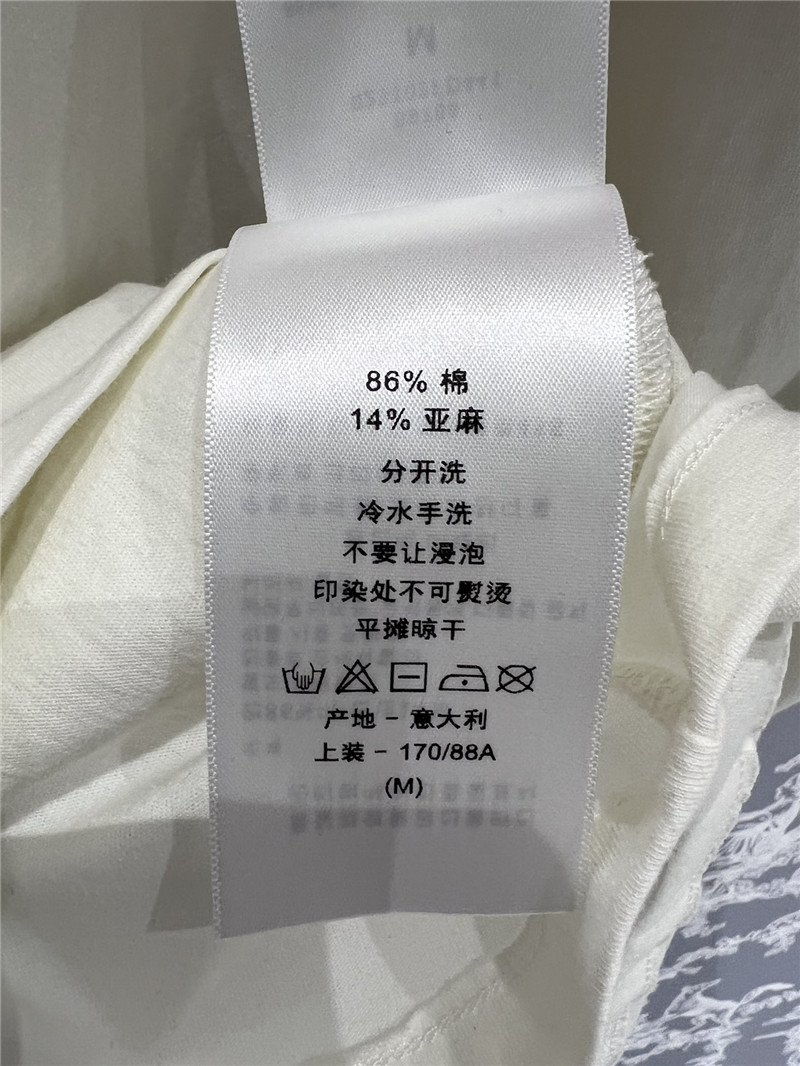 M
86% 棉
14% 亚麻
分开洗
冷水手洗
不要让浸泡
印染处不可熨烫
平摊晾干
产地 - 意大利
上装 - 170/88A
(M)